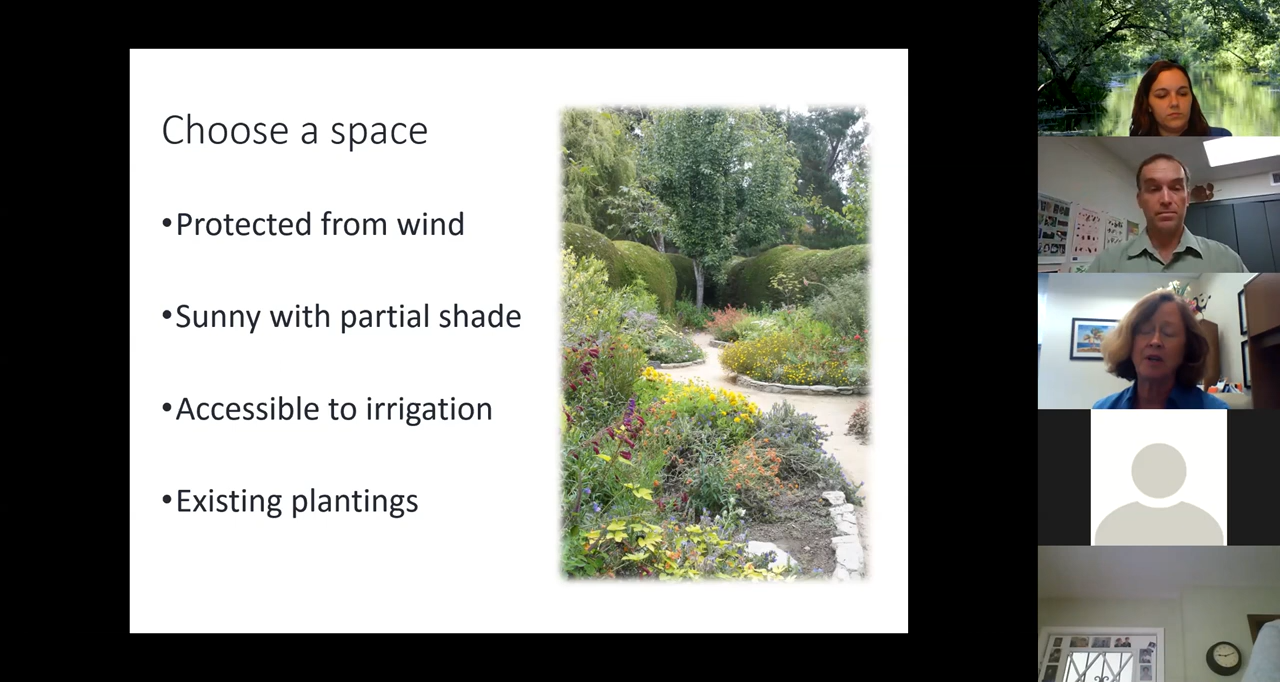 Choose a space
•Protected from wind
•Sunny with partial shade
•Accessible to irrigation
•Existing plantings